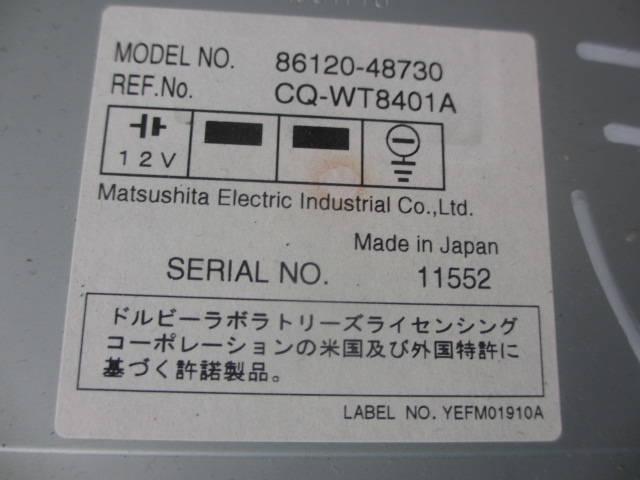 MODEL NO. 86120-48730
REF.No. CQ-WT8401A
12V
Matsushita Electric Industrial Co.,Ltd.
Made in Japan
SERIAL NO. 11552
ドルビーラボラトリーズライセンシング
コーポレーションの米国及び外国特許に
基づく許諾製品。
LABEL NO. YEFM01910A